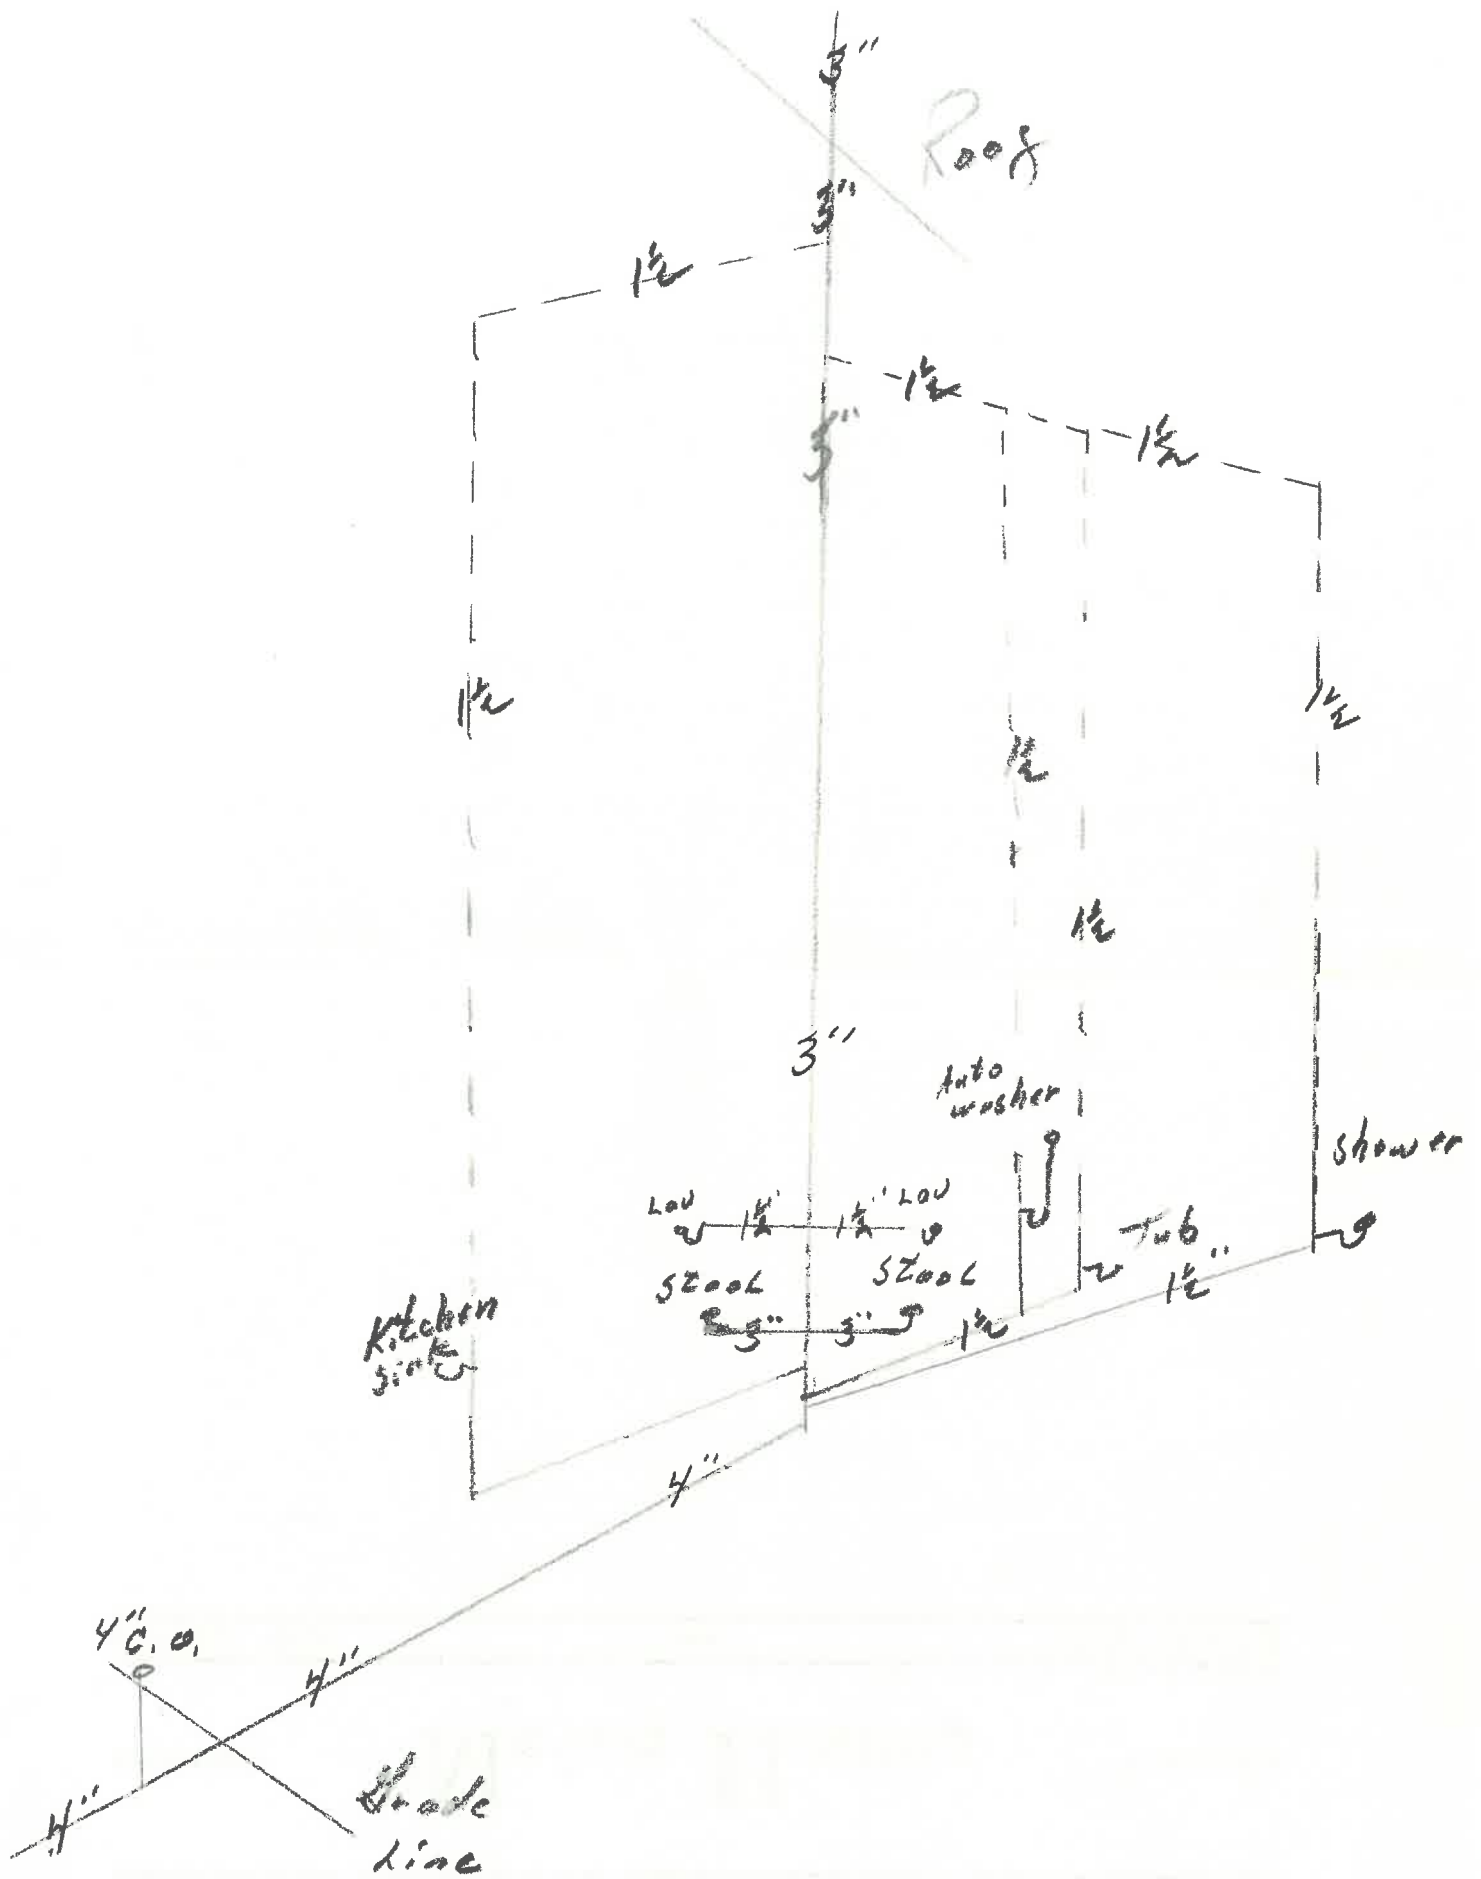 3"
Roof
3"
1½
1½
3"
1½
1½
1½
1½
1½
3"
Auto
washer
Shower
Lav 1½" 1½" Lav
Tub
Stool Stool
1½"
Kitchen
Sink
3" 3"
1½
4"
4" C.O.
4"
4"
Grade
Line